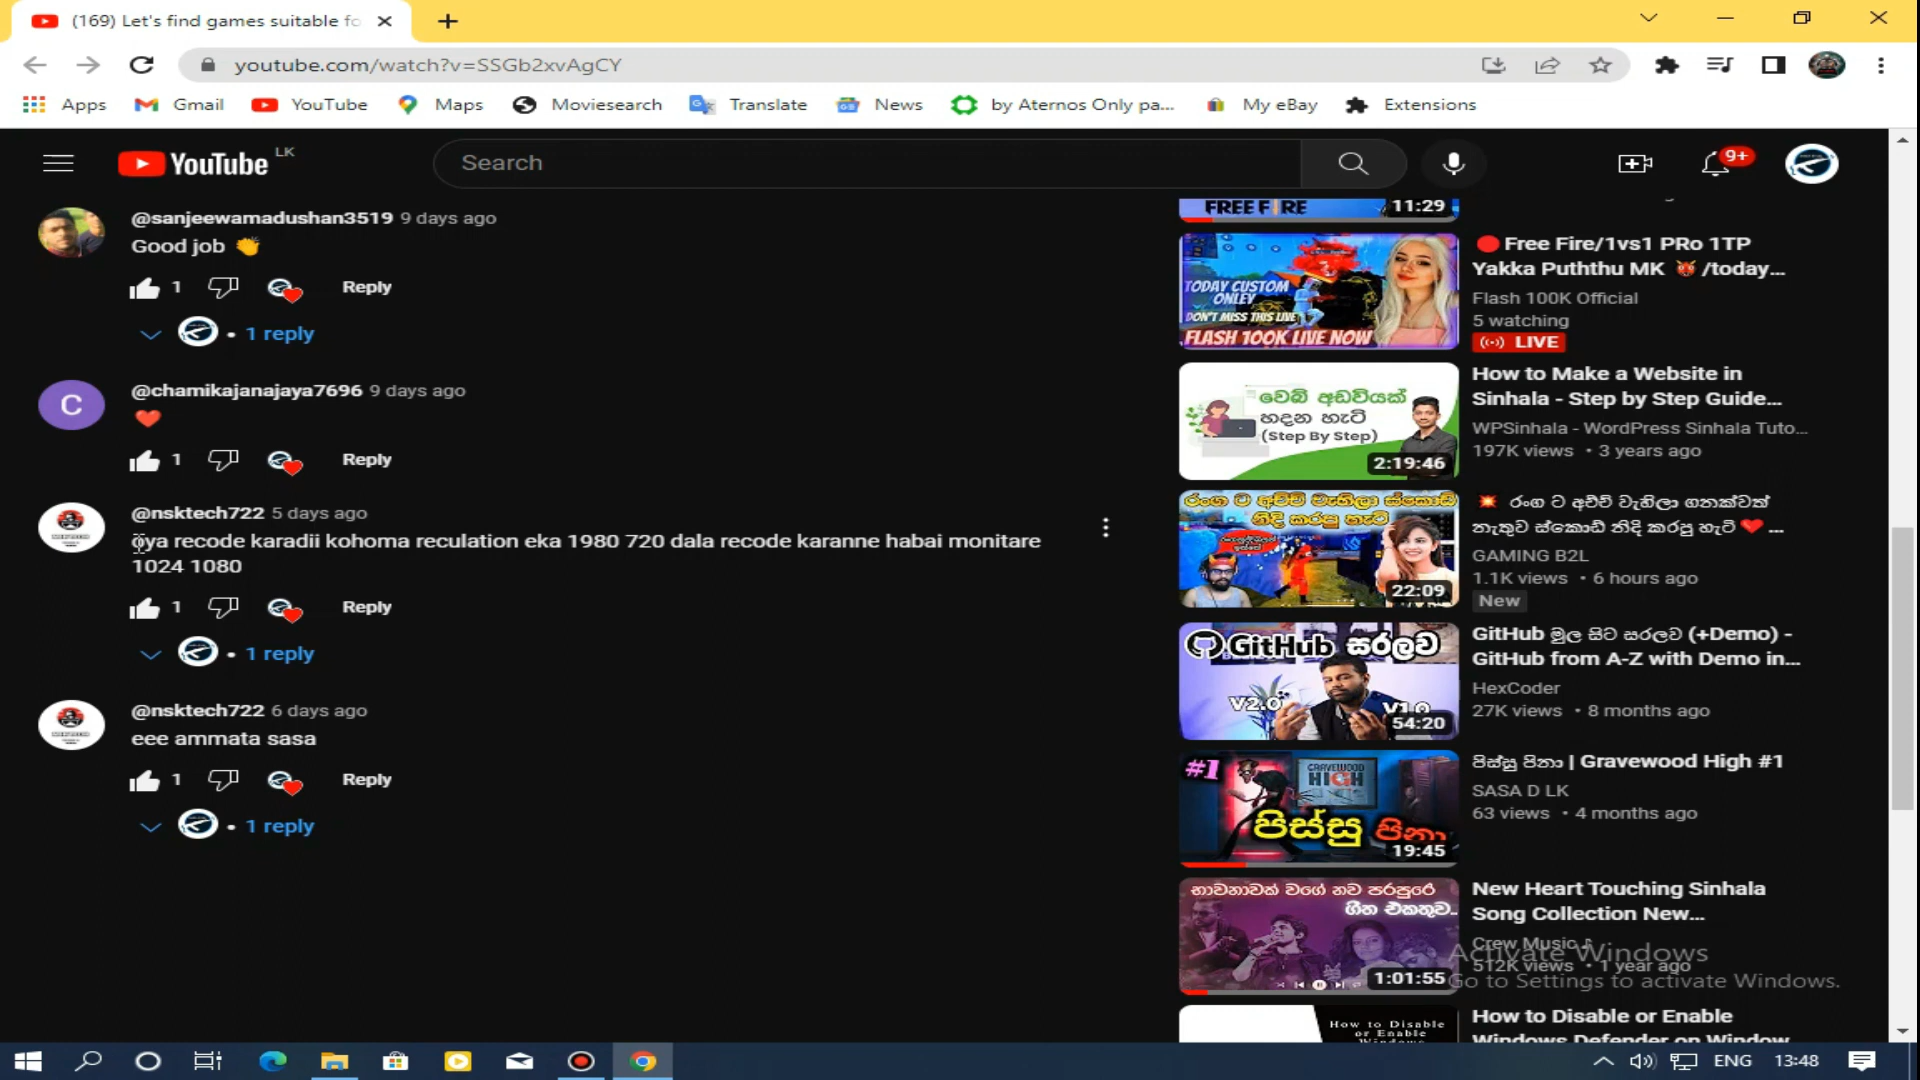 (169) Let's find games suitable fo
youtube.com/watch?v=SSGb2xvAgCY
Apps Gmail YouTube Maps Moviesearch Translate News by Aternos Only pa... My eBay Extensions
YouTube LK
Search
9+
@sanjeewamadushan3519 9 days ago
Good job 👏
1 Reply
• 1 reply
@chamikajanajaya7696 9 days ago
❤️
C
1 Reply
@nsktech722 5 days ago
oya recode karadii kohoma reculation eka 1980 720 dala recode karanne habai monitare
1024 1080
1 Reply
• 1 reply
@nsktech722 6 days ago
eee ammata sasa
1 Reply
• 1 reply
FREE FIRE
11:29
TODAY CUSTOM
ONLEY
DON'T MISS THIS LIVE
FLASH 100K LIVE NOW
🔴 Free Fire/1vs1 PRo 1TP
Yakka Puththu MK 👹 /today...
Flash 100K Official
5 watching
LIVE
වෙබ් අඩවියක්
හදන හැටි
(Step By Step)
2:19:46
How to Make a Website in
Sinhala - Step by Step Guide...
WPSinhala - WordPress Sinhala Tuto...
197K views • 3 years ago
රංග ට අච්චි වැහිලා ස්කොඩ්
නිදි කරපු හැටි
22:09
💥 රංග ට අච්චි වැහිලා ගනක්වත්
නැතුව ස්කොඩ් නිදි කරපු හැටි ❤️ ...
GAMING B2L
1.1K views • 6 hours ago
New
GitHub සරලව
V2.0 V1.0
54:20
GitHub මුල සිට සරලව (+Demo) -
GitHub from A-Z with Demo in...
HexCoder
27K views • 8 months ago
#1
GRAVEWOOD
HIGH
පිස්සු පිනා
19:45
පිස්සු පිනා | Gravewood High #1
SASA D LK
63 views • 4 months ago
භාවනාවක් වගේ නව පරපුරේ
ගීත එකතුව..
1:01:55
New Heart Touching Sinhala
Song Collection New...
Crew Music ♪
512K views • 1 year ago
Activate Windows
Go to Settings to activate Windows.
How to Disable
or Enable
How to Disable or Enable
Windows Defender on Window
ENG 13:48